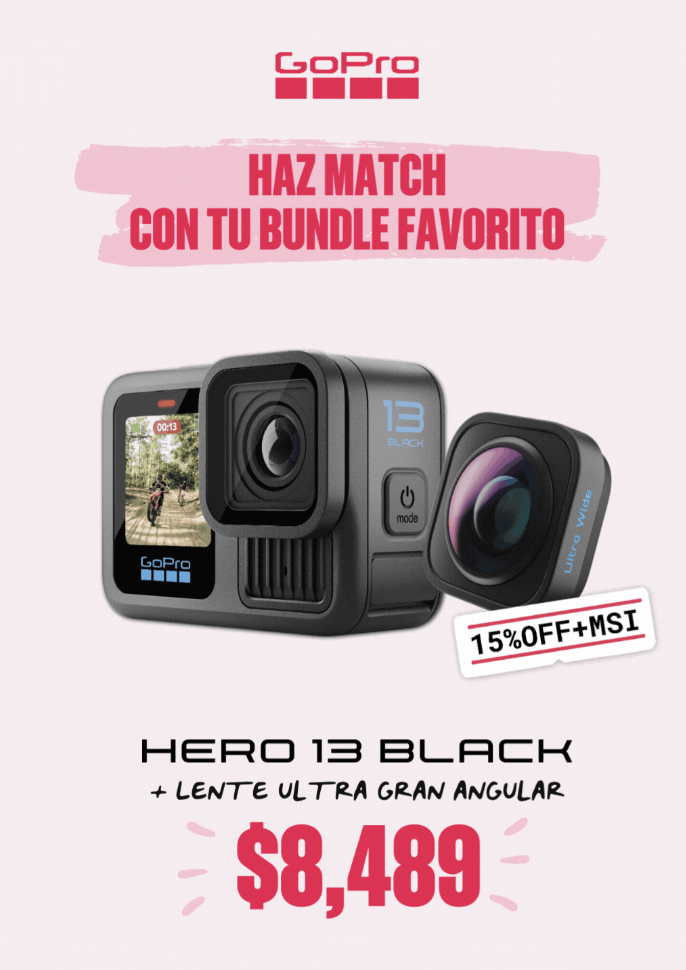 GoPro
HAZ MATCH
CON TU BUNDLE FAVORITO
00:13
GoPro
13
BLACK
mode
Ultra Wide
15%OFF+MSI
HERO 13 BLACK
+ LENTE ULTRA GRAN ANGULAR
$8,489